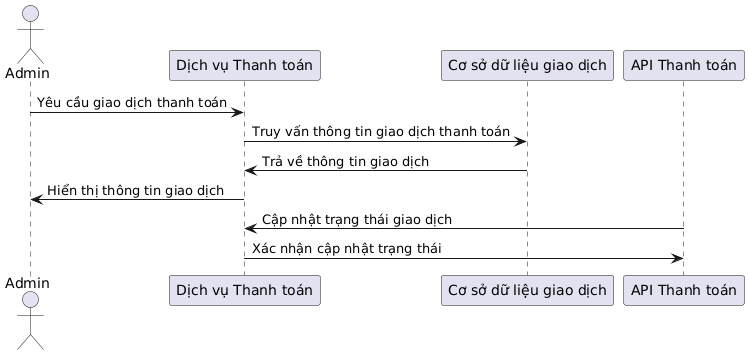 Admin
Dịch vụ Thanh toán
Cơ sở dữ liệu giao dịch
API Thanh toán
Yêu cầu giao dịch thanh toán
Truy vấn thông tin giao dịch thanh toán
Trả về thông tin giao dịch
Hiển thị thông tin giao dịch
Cập nhật trạng thái giao dịch
Xác nhận cập nhật trạng thái
Admin
Dịch vụ Thanh toán
Cơ sở dữ liệu giao dịch
API Thanh toán